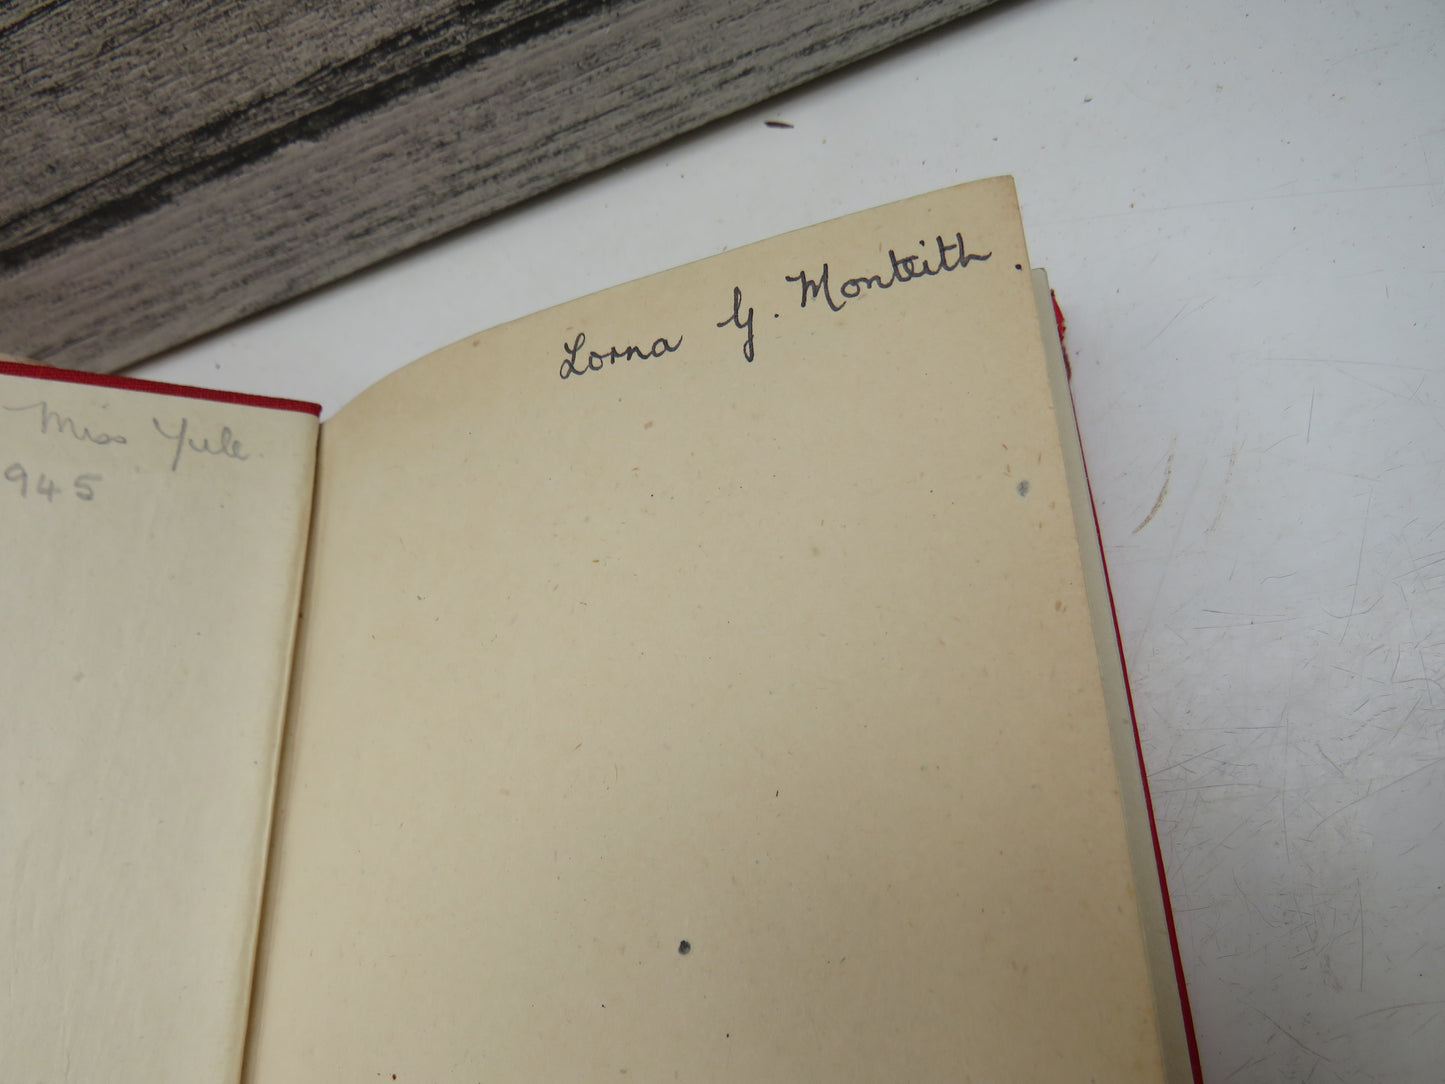 Miss Yule.
945
Lorna G. Monteith.